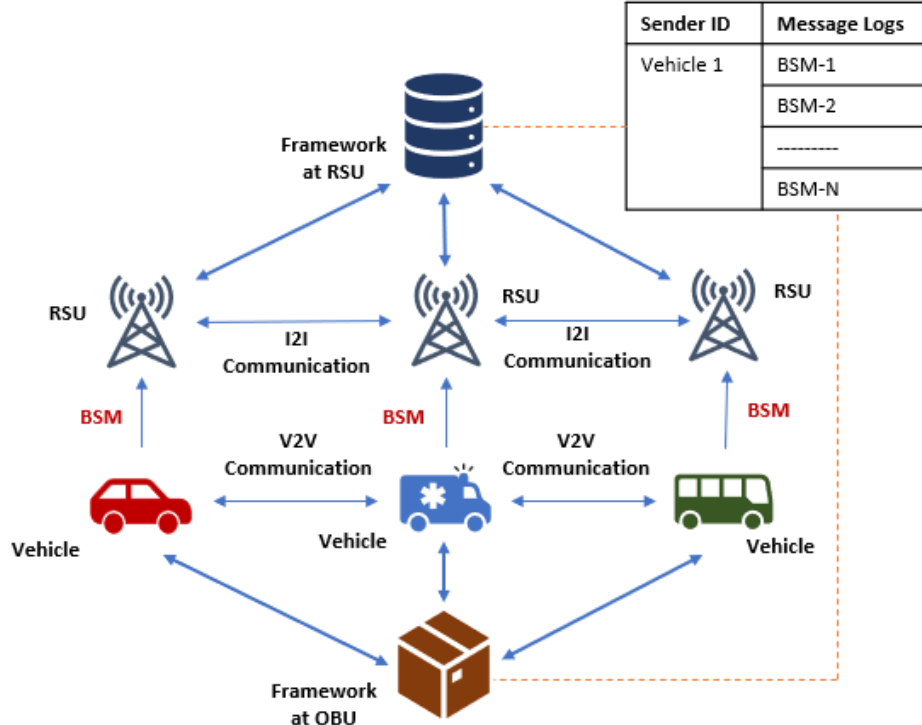 Sender ID
Message Logs
Vehicle 1
BSM-1
BSM-2
---------
BSM-N
Framework
at RSU
RSU
RSU
RSU
I2I
Communication
I2I
Communication
BSM
BSM
BSM
V2V
Communication
V2V
Communication
Vehicle
Vehicle
Vehicle
Framework
at OBU